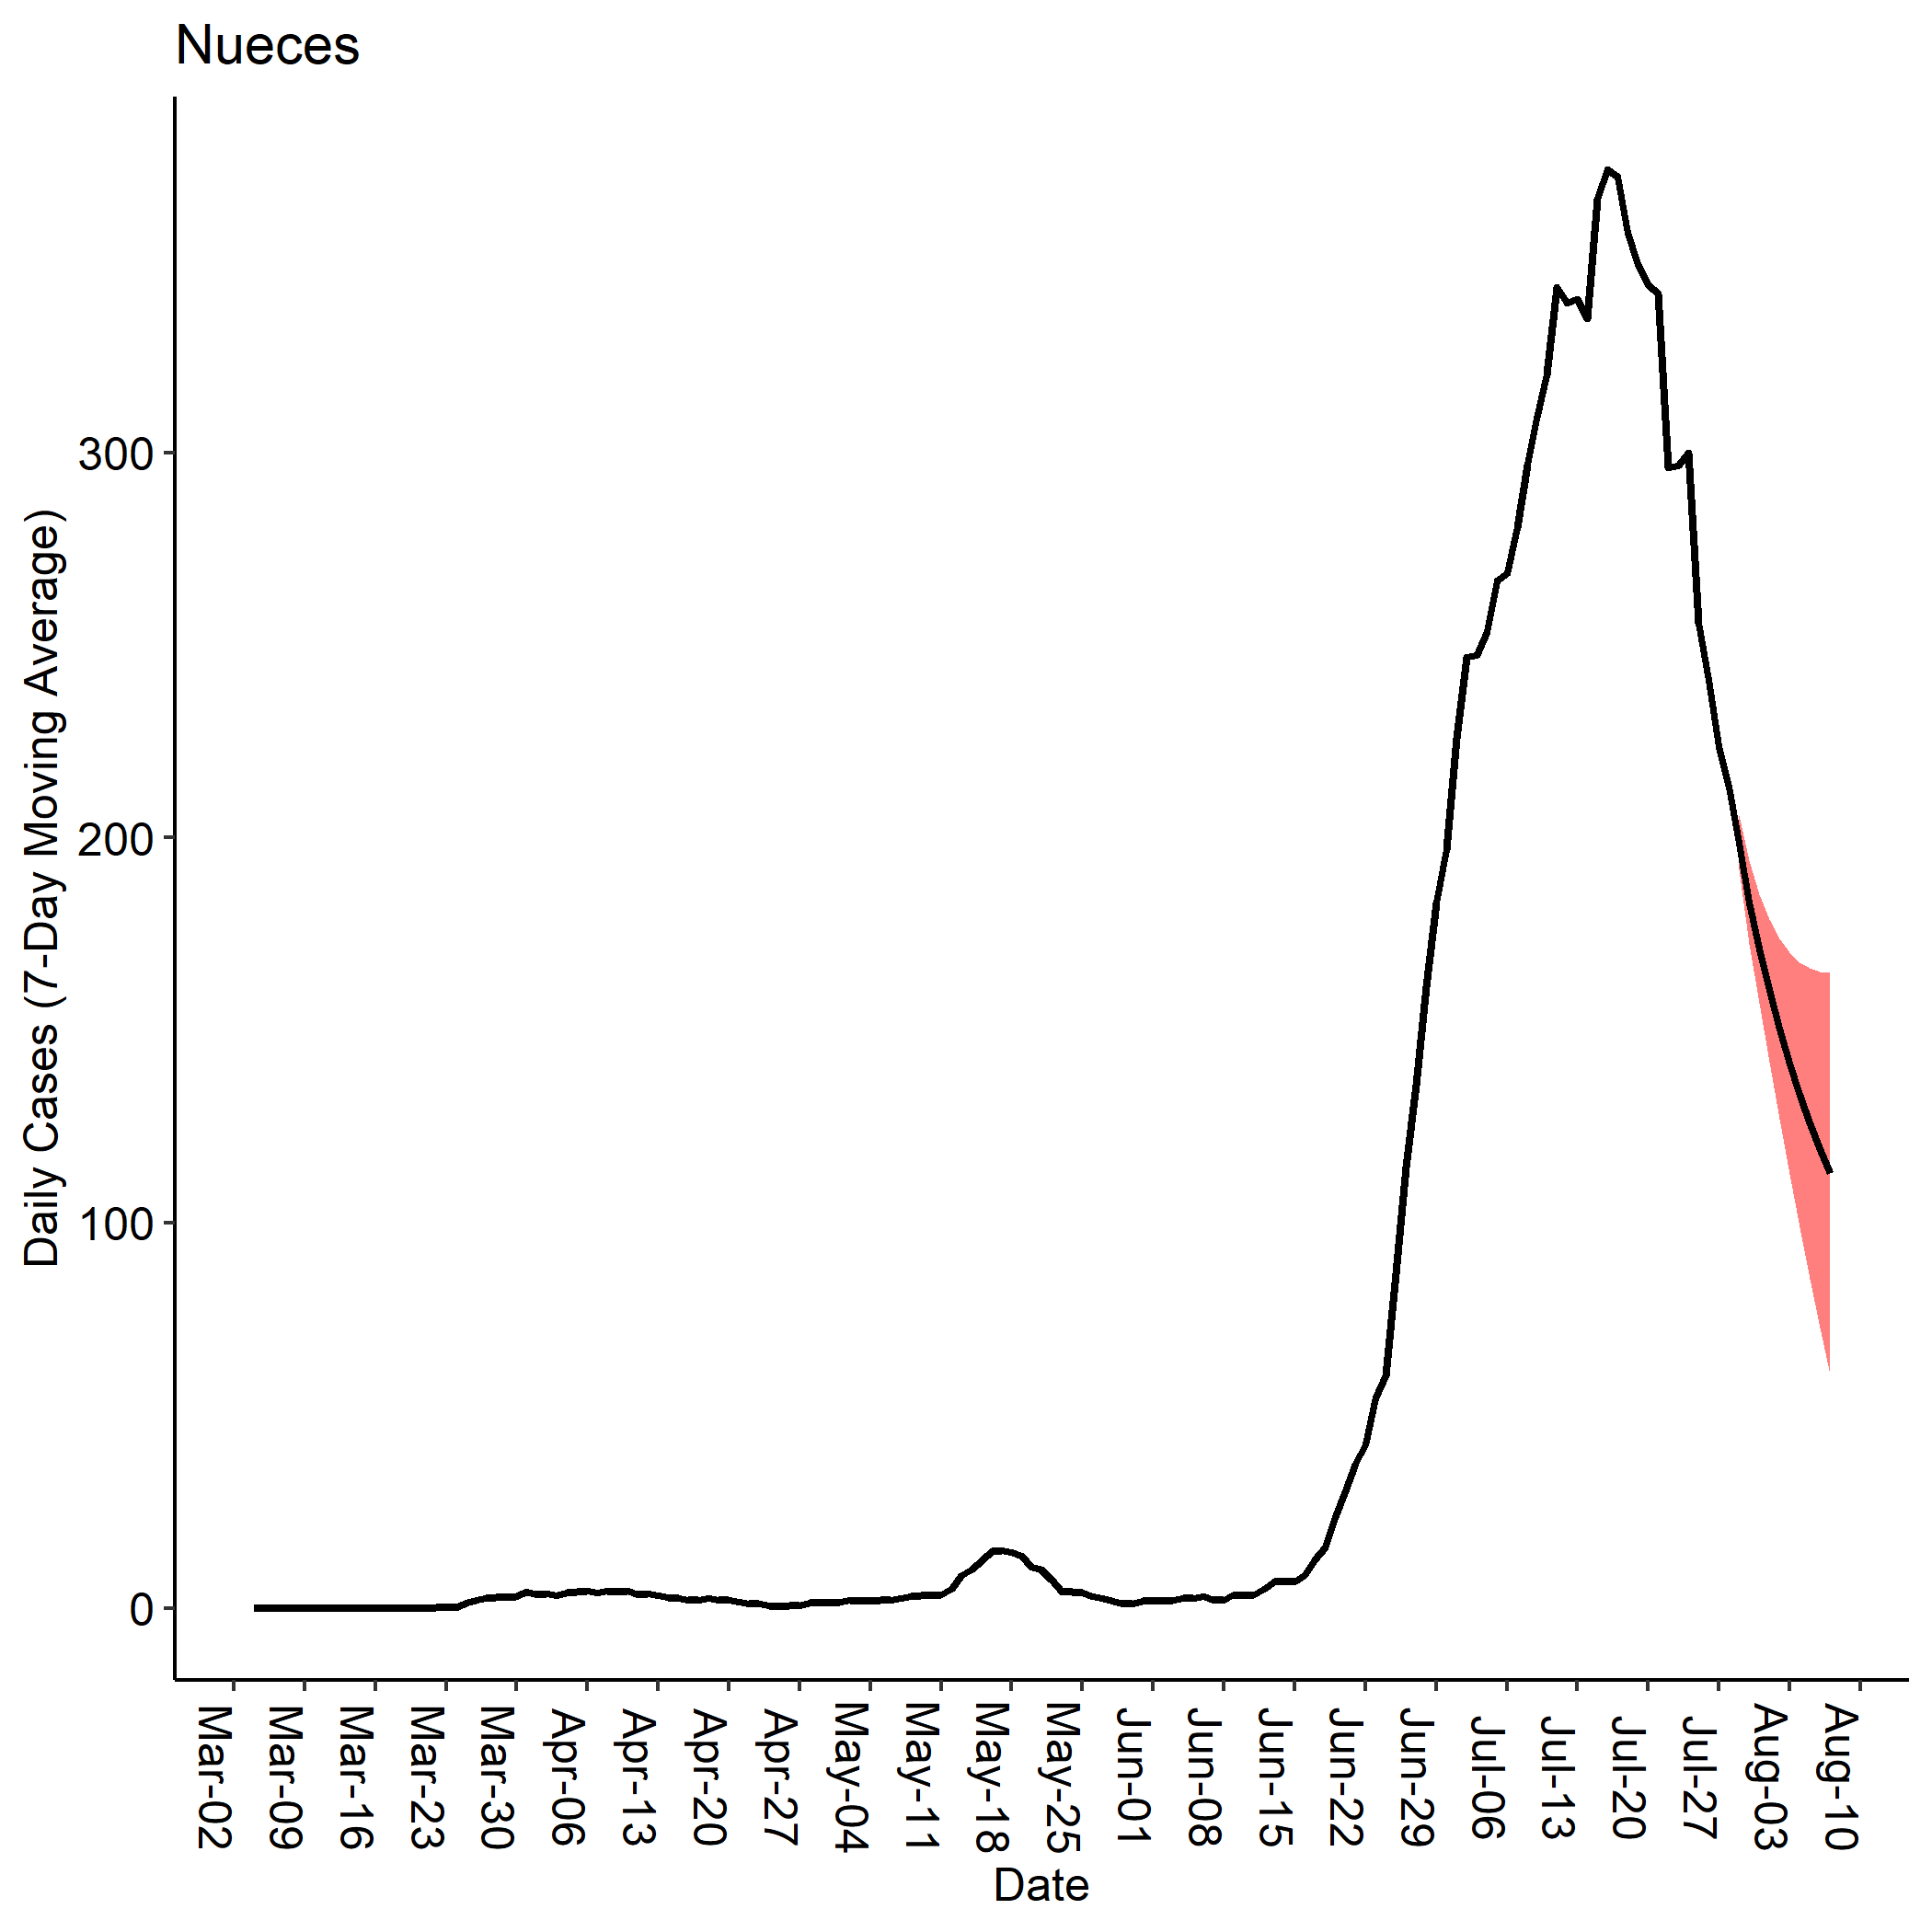 Nueces
Daily Cases (7-Day Moving Average)
300
200
100
0
Mar-02
Mar-09
Mar-16
Mar-23
Mar-30
Apr-06
Apr-13
Apr-20
Apr-27
May-04
May-11
May-18
May-25
Jun-01
Jun-08
Jun-15
Jun-22
Jun-29
Jul-06
Jul-13
Jul-20
Jul-27
Aug-03
Aug-10
Date